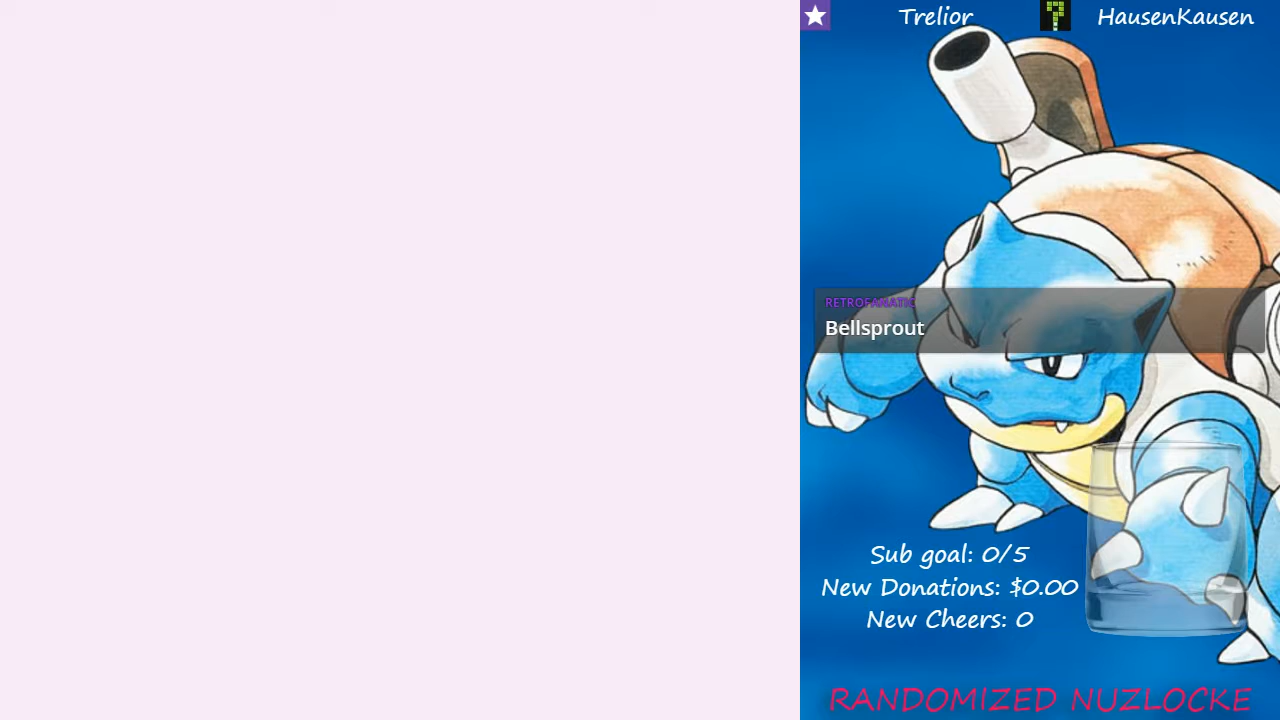 Trelior
HausenKausen
RETROFANATIC
Bellsprout
Sub goal: 0/5
New Donations: $0.00
New Cheers: 0
RANDOMIZED NUZLOCKE